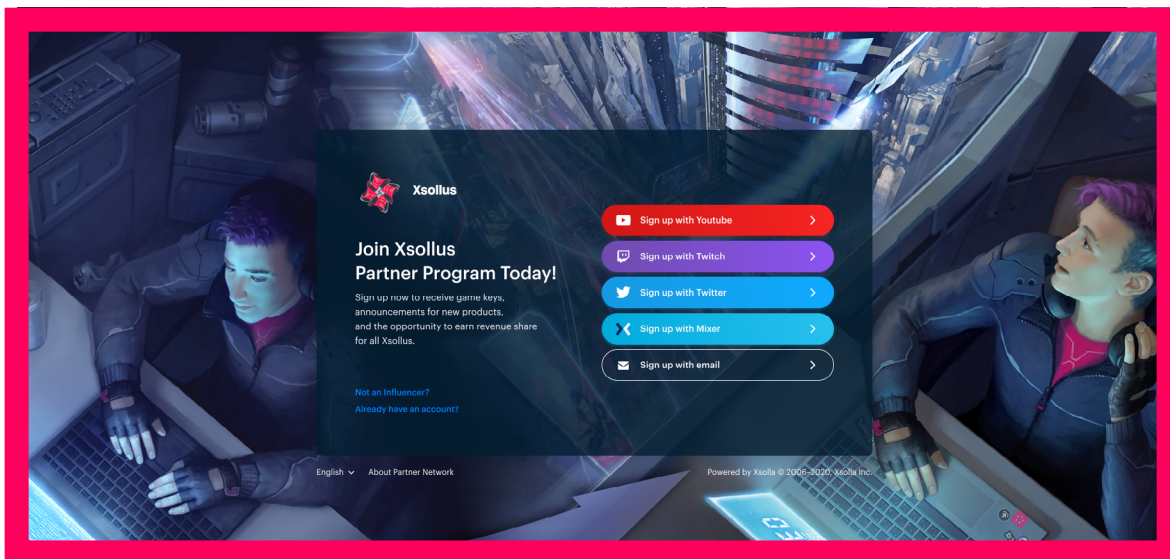 Xsollus
Join Xsollus
Partner Program Today!
Sign up now to receive game keys,
announcements for new products,
and the opportunity to earn revenue share
for all Xsollus.
Not an Influencer?
Already have an account?
Sign up with Youtube
Sign up with Twitch
Sign up with Twitter
Sign up with Mixer
Sign up with email
English
About Partner Network
Powered by Xsolla © 2006–2020, Xsolla Inc.